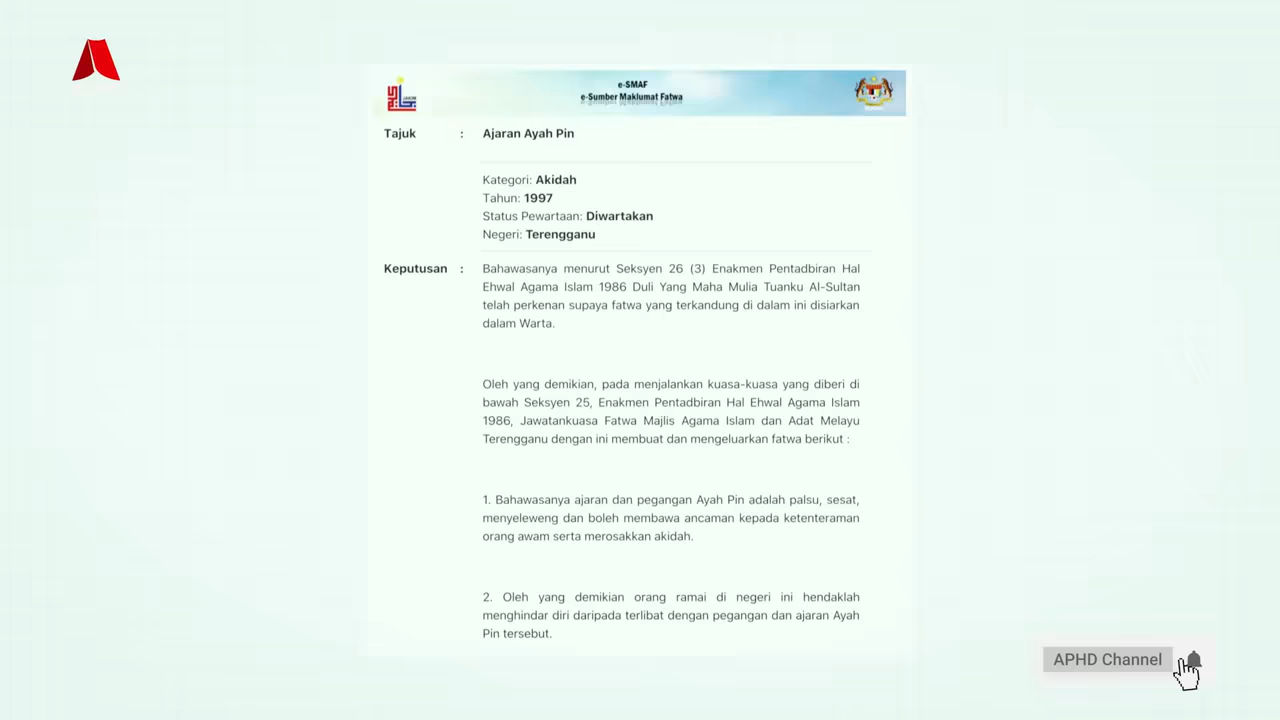 e-SMAF
e-Sumber Maklumat Fatwa
Tajuk : Ajaran Ayah Pin
Kategori: Akidah
Tahun: 1997
Status Pewartaan: Diwartakan
Negeri: Terengganu
Keputusan : Bahawasanya menurut Seksyen 26 (3) Enakmen Pentadbiran Hal
Ehwal Agama Islam 1986 Duli Yang Maha Mulia Tuanku Al-Sultan
telah perkenan supaya fatwa yang terkandung di dalam ini disiarkan
dalam Warta.
Oleh yang demikian, pada menjalankan kuasa-kuasa yang diberi di
bawah Seksyen 25, Enakmen Pentadbiran Hal Ehwal Agama Islam
1986, Jawatankuasa Fatwa Majlis Agama Islam dan Adat Melayu
Terengganu dengan ini membuat dan mengeluarkan fatwa berikut :
1. Bahawasanya ajaran dan pegangan Ayah Pin adalah palsu, sesat,
menyeleweng dan boleh membawa ancaman kepada ketenteraman
orang awam serta merosakkan akidah.
2. Oleh yang demikian orang ramai di negeri ini hendaklah
menghindar diri daripada terlibat dengan pegangan dan ajaran Ayah
Pin tersebut.
APHD Channel